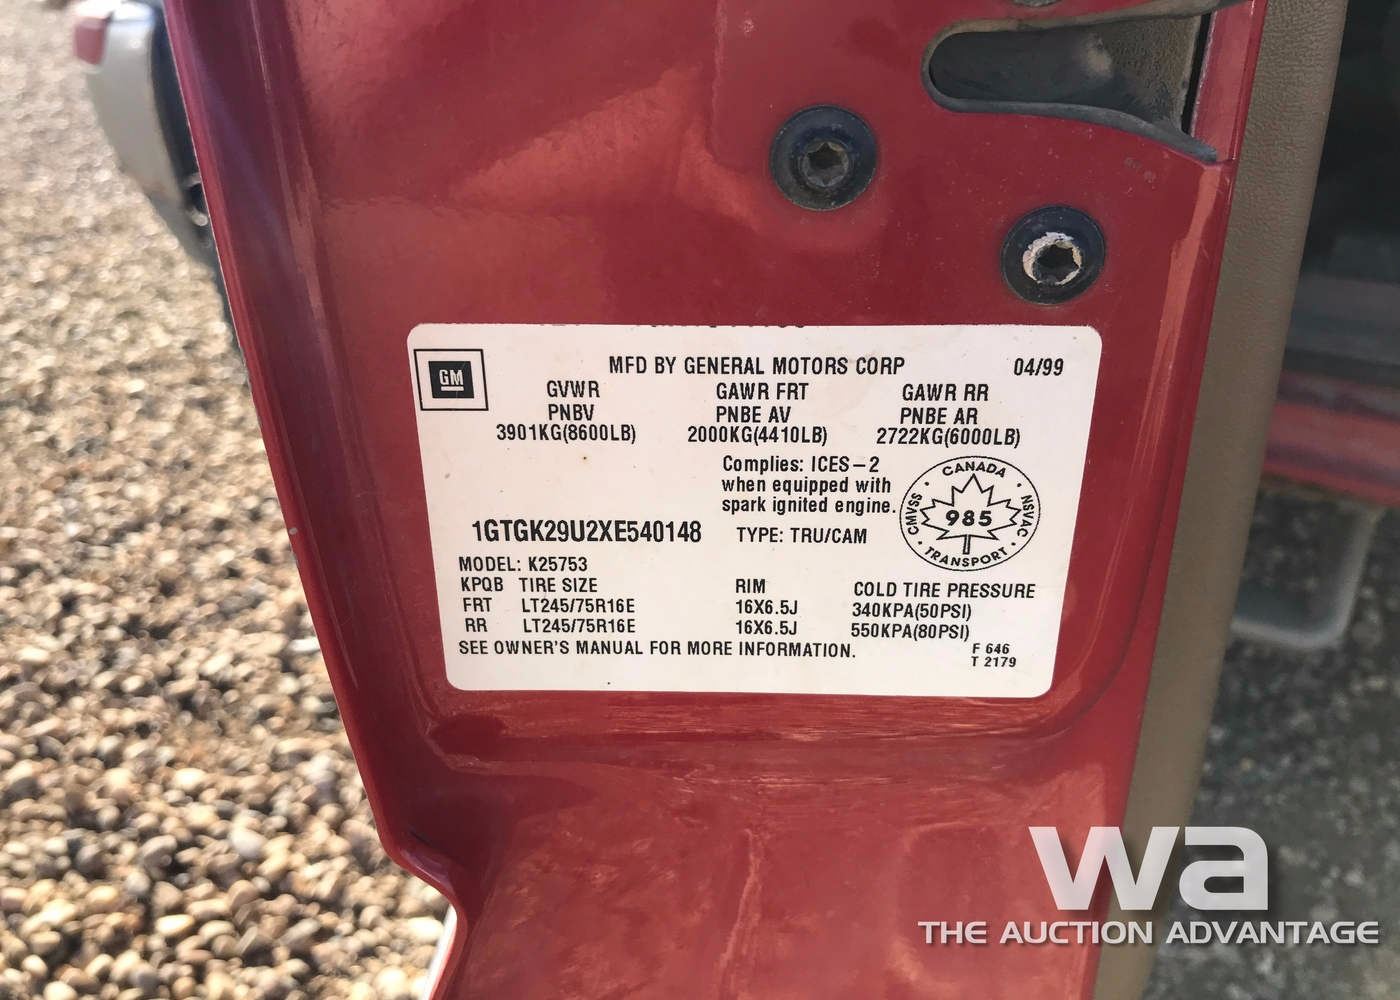 GM
MFD BY GENERAL MOTORS CORP 04/99
GVWR GAWR FRT GAWR RR
PNBV PNBE AV PNBE AR
3901KG(8600LB) 2000KG(4410LB) 2722KG(6000LB)
Complies: ICES-2
when equipped with
spark ignited engine.
CANADA
CMVSS 985 NSVAC
TRANSPORT
1GTGK29U2XE540148 TYPE: TRU/CAM
MODEL: K25753
KPQB TIRE SIZE RIM COLD TIRE PRESSURE
FRT LT245/75R16E 16X6.5J 340KPA(50PSI)
RR LT245/75R16E 16X6.5J 550KPA(80PSI)
SEE OWNER'S MANUAL FOR MORE INFORMATION.
F 646
T 2179
wa
THE AUCTION ADVANTAGE